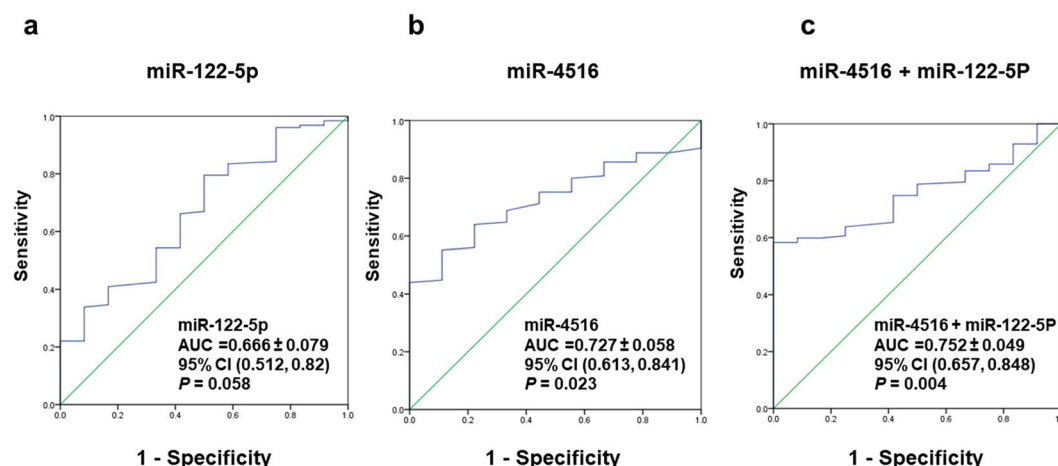 a
miR-122-5p
Sensitivity
1.0
0.8
0.6
0.4
0.2
0.0
miR-122-5p
AUC =0.666 ± 0.079
95% CI (0.512, 0.82)
P = 0.058
0.0 0.2 0.4 0.6 0.8 1.0
1 - Specificity
b
miR-4516
Sensitivity
1.0
0.8
0.6
0.4
0.2
0.0
miR-4516
AUC =0.727 ± 0.058
95% CI (0.613, 0.841)
P = 0.023
0.0 0.2 0.4 0.6 0.8 1.0
1 - Specificity
c
miR-4516 + miR-122-5P
Sensitivity
1.0
0.8
0.6
0.4
0.2
0.0
miR-4516 + miR-122-5P
AUC =0.752 ± 0.049
95% CI (0.657, 0.848)
P = 0.004
0.0 0.2 0.4 0.6 0.8 1.0
1 - Specificity